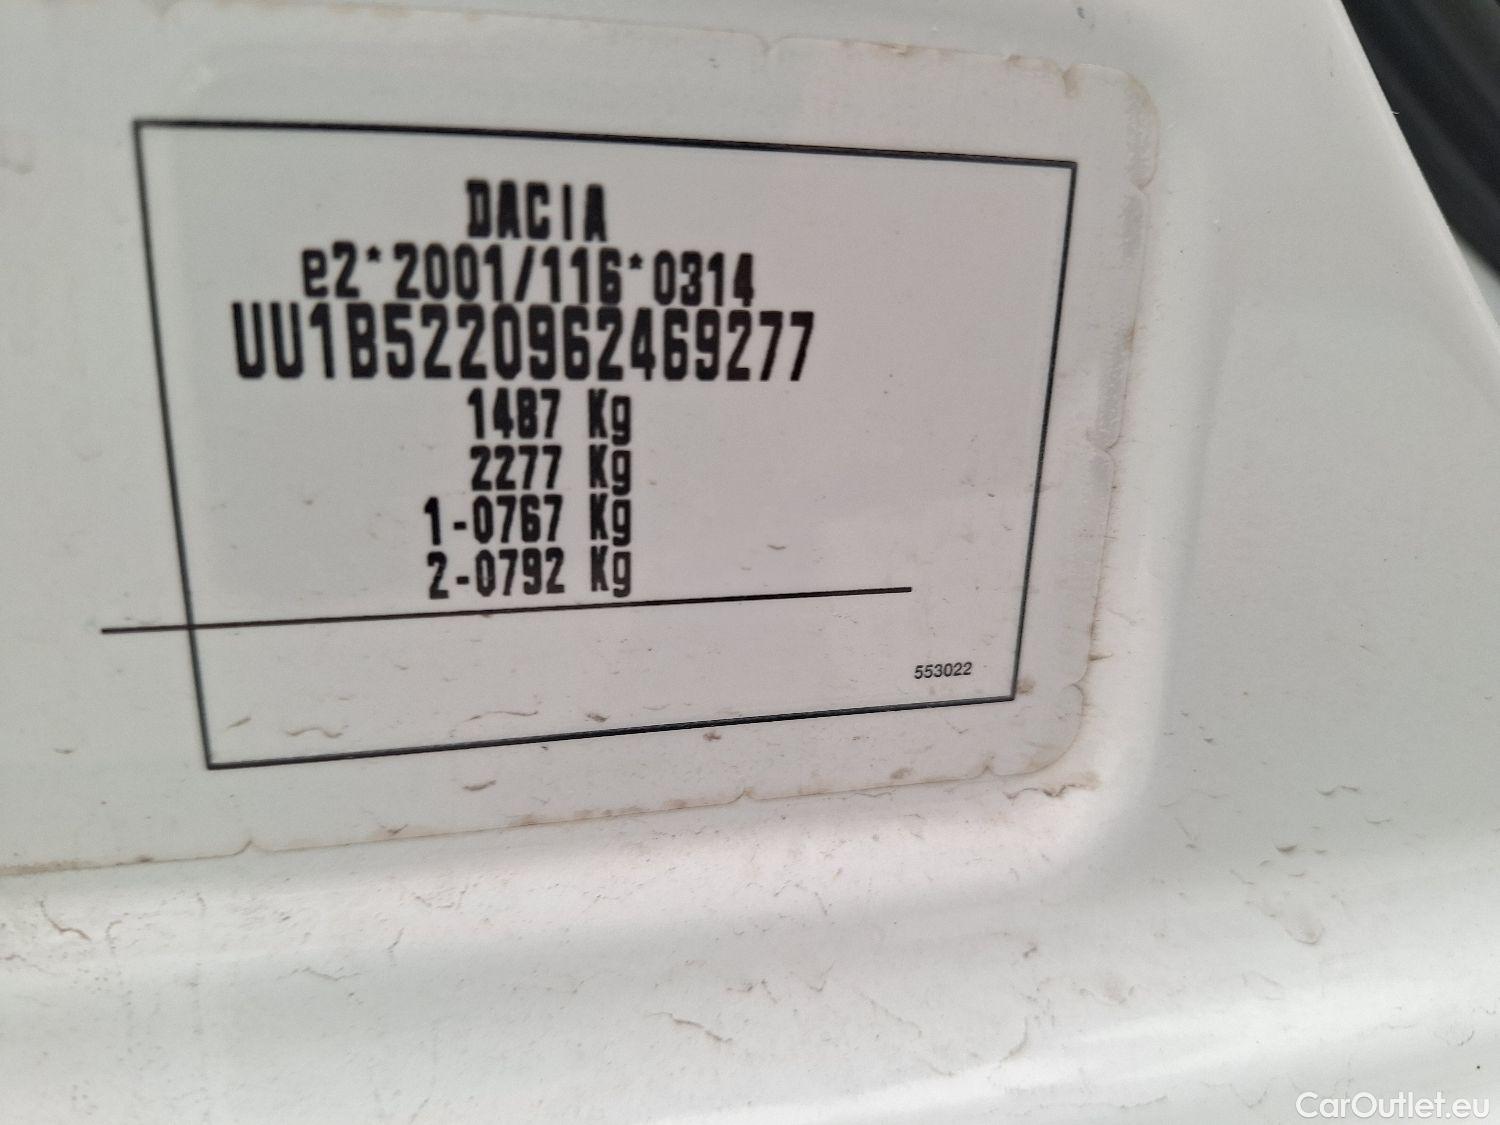 DACIA
e2*2001/116*0314
UU1B5220962469277
1487 Kg
2277 Kg
1-0767 Kg
2-0792 Kg
553022
CarOutlet.eu